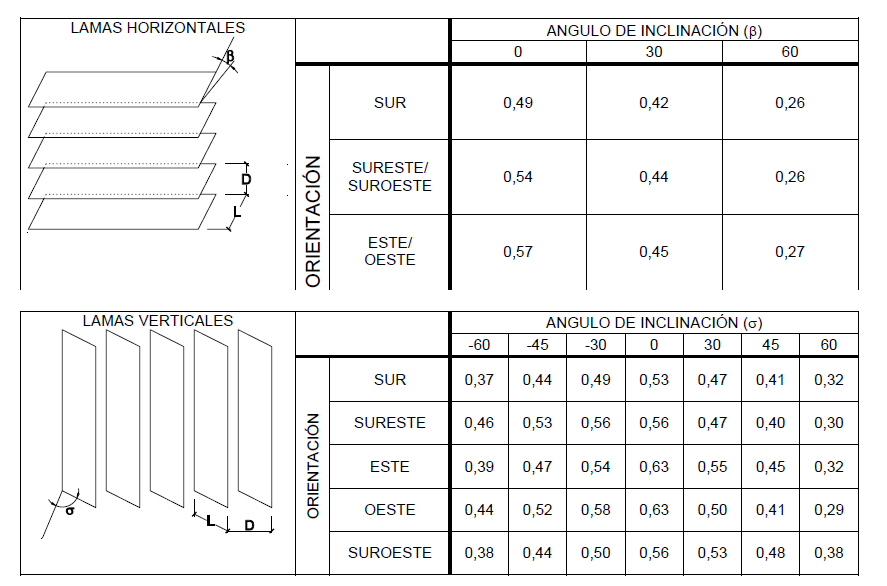 LAMAS HORIZONTALES
ANGULO DE INCLINACIÓN (β)
0 30 60
β
D
L
ORIENTACIÓN
SUR 0,49 0,42 0,26
SURESTE/
SUROESTE 0,54 0,44 0,26
ESTE/
OESTE 0,57 0,45 0,27
LAMAS VERTICALES
ANGULO DE INCLINACIÓN (σ)
-60 -45 -30 0 30 45 60
σ
L
D
ORIENTACIÓN
SUR 0,37 0,44 0,49 0,53 0,47 0,41 0,32
SURESTE 0,46 0,53 0,56 0,56 0,47 0,40 0,30
ESTE 0,39 0,47 0,54 0,63 0,55 0,45 0,32
OESTE 0,44 0,52 0,58 0,63 0,50 0,41 0,29
SUROESTE 0,38 0,44 0,50 0,56 0,53 0,48 0,38